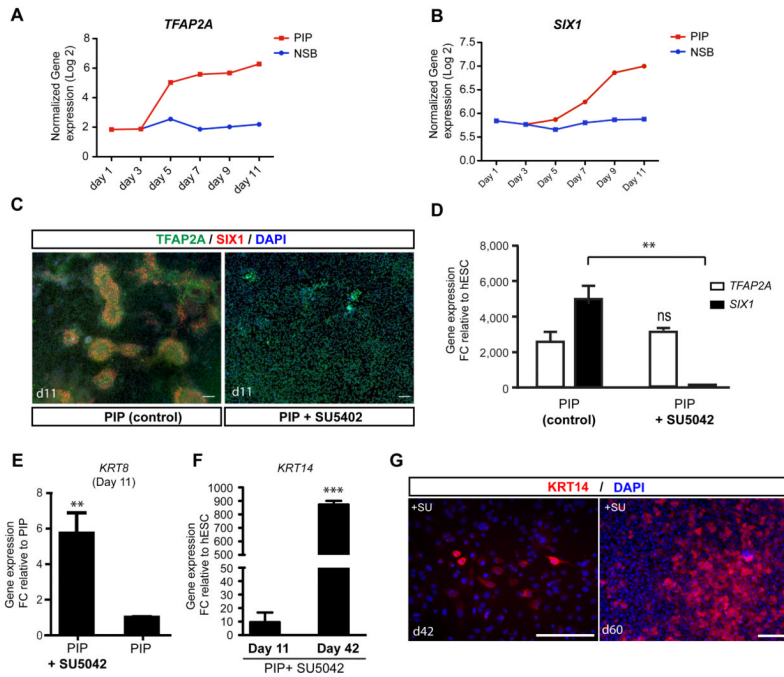 A
TFAP2A
PIP
NSB
Normalized Gene
expression (Log 2)
8
6
4
2
0
day 1
day 3
day 5
day 7
day 9
day 11
B
SIX1
PIP
NSB
Normalized Gene
expression (Log 2)
7.5
7.0
6.5
6.0
5.5
5.0
Day 1
Day 3
Day 5
Day 7
Day 9
Day 11
C
TFAP2A / SIX1 / DAPI
d11
d11
PIP (control)
PIP + SU5402
D
Gene expression
FC relative to hESC
8,000
6,000
4,000
2,000
0
**
ns
TFAP2A
SIX1
PIP
(control)
PIP
+ SU5042
E
KRT8
(Day 11)
Gene expression
FC relative to PIP
8
6
4
2
0
**
PIP
+ SU5042
PIP
F
KRT14
Gene expression
FC relative to hESC
1000
900
800
700
600
500
50
40
30
20
10
0
***
Day 11
Day 42
PIP+ SU5042
G
KRT14 / DAPI
+SU
d42
+SU
d60